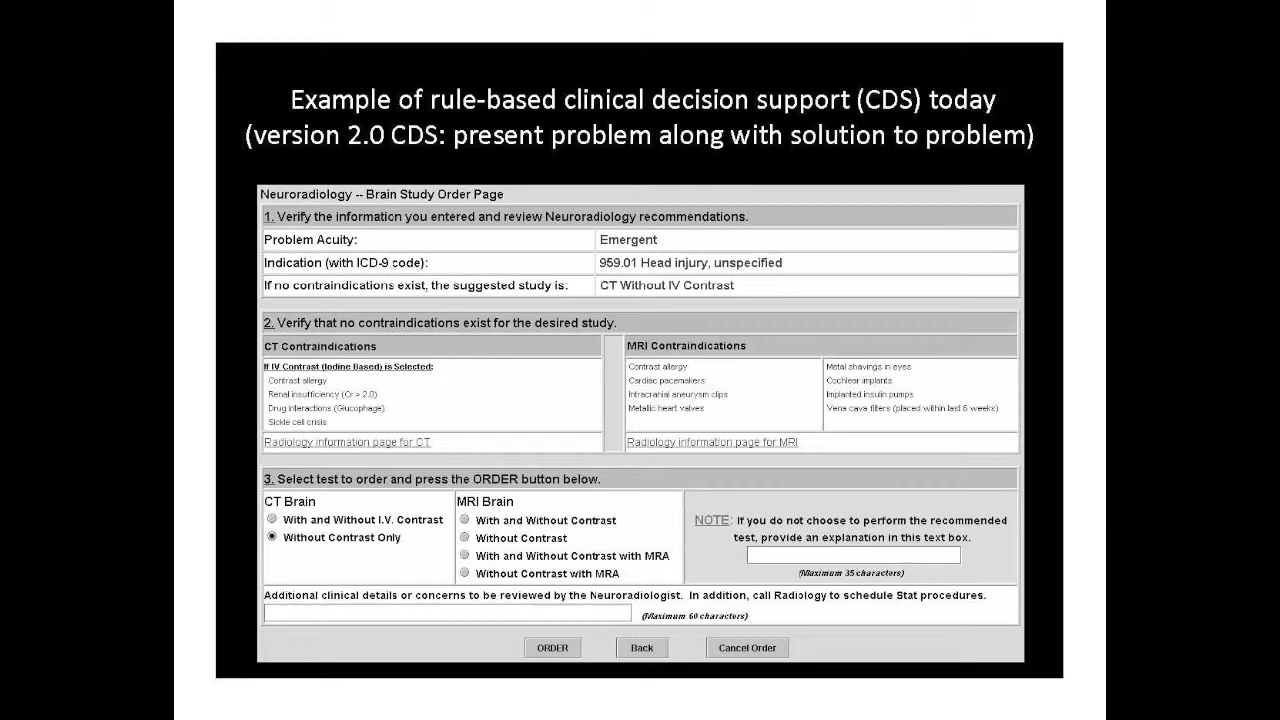 Example of rule-based clinical decision support (CDS) today
(version 2.0 CDS: present problem along with solution to problem)
Neuroradiology -- Brain Study Order Page
1. Verify the information you entered and review Neuroradiology recommendations.
Problem Acuity: Emergent
Indication (with ICD-9 code): 959.01 Head injury, unspecified
If no contraindications exist, the suggested study is: CT Without IV Contrast
2. Verify that no contraindications exist for the desired study.
CT Contraindications
If IV Contrast (Iodine Based) is Selected:
Contrast allergy
Renal insufficiency (Cr > 2.0)
Drug interactions (Glucophage)
Sickle cell crisis
Radiology information page for CT
MRI Contraindications
Contrast allergy
Cardiac pacemakers
Intracranial aneurysm clips
Metallic heart valves
Metal shavings in eyes
Cochlear implants
Implanted insulin pumps
Vena cava filters (placed within last 6 weeks)
Radiology information page for MRI
3. Select test to order and press the ORDER button below.
CT Brain
With and Without I.V. Contrast
Without Contrast Only
MRI Brain
With and Without Contrast
Without Contrast
With and Without Contrast with MRA
Without Contrast with MRA
NOTE: If you do not choose to perform the recommended
test, provide an explanation in this text box.
(Maximum 35 characters)
Additional clinical details or concerns to be reviewed by the Neuroradiologist. In addition, call Radiology to schedule Stat procedures.
(Maximum 60 characters)
ORDER Back Cancel Order